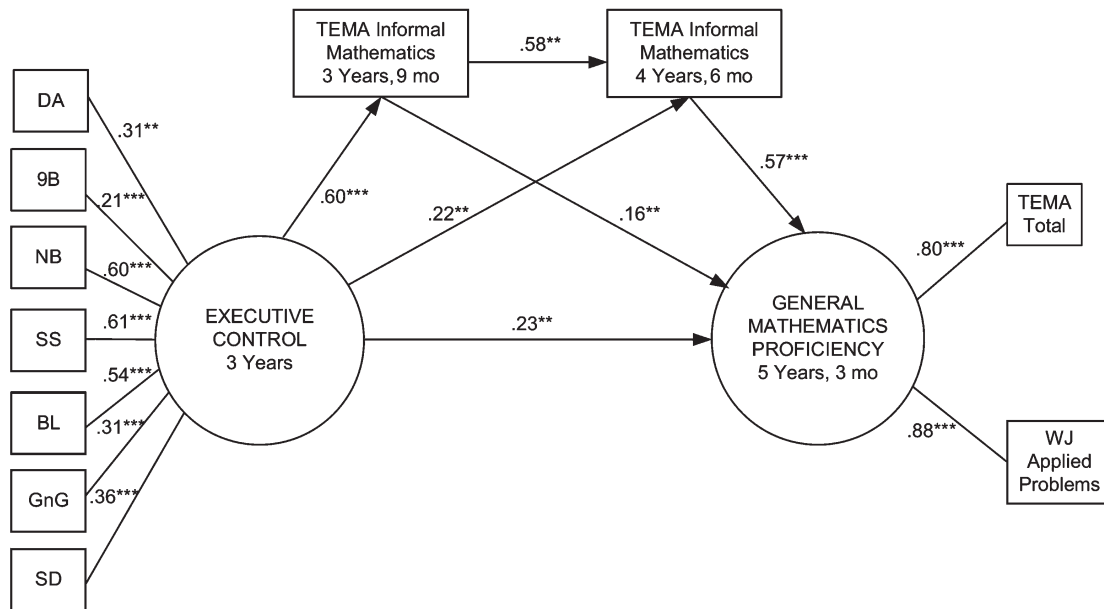 TEMA Informal
Mathematics
3 Years, 9 mo
.58**
TEMA Informal
Mathematics
4 Years, 6 mo
DA
9B
NB
SS
BL
GnG
SD
.31**
.21***
.60***
.61***
.54***
.31***
.36***
EXECUTIVE
CONTROL
3 Years
.60***
.22**
.16**
.57***
.23**
GENERAL
MATHEMATICS
PROFICIENCY
5 Years, 3 mo
.80***
.88***
TEMA
Total
WJ
Applied
Problems